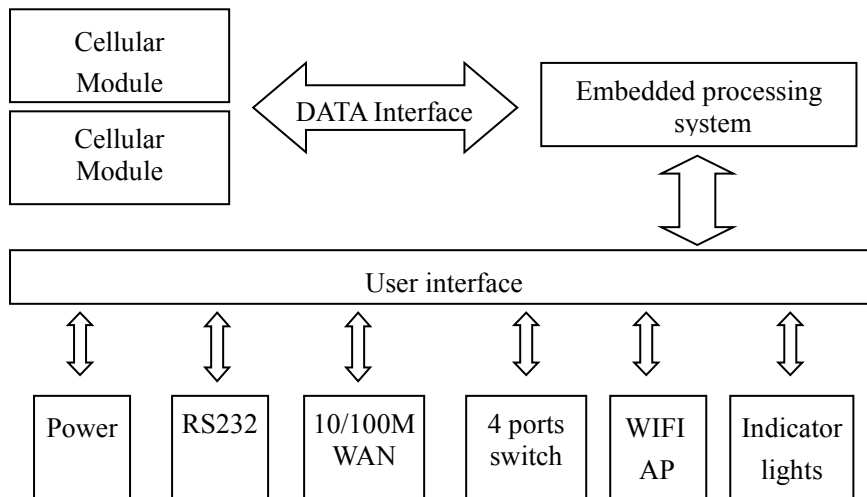 Cellular
Module
Cellular
Module
DATA Interface
Embedded processing
system
User interface
Power
RS232
10/100M
WAN
4 ports
switch
WIFI
AP
Indicator
lights